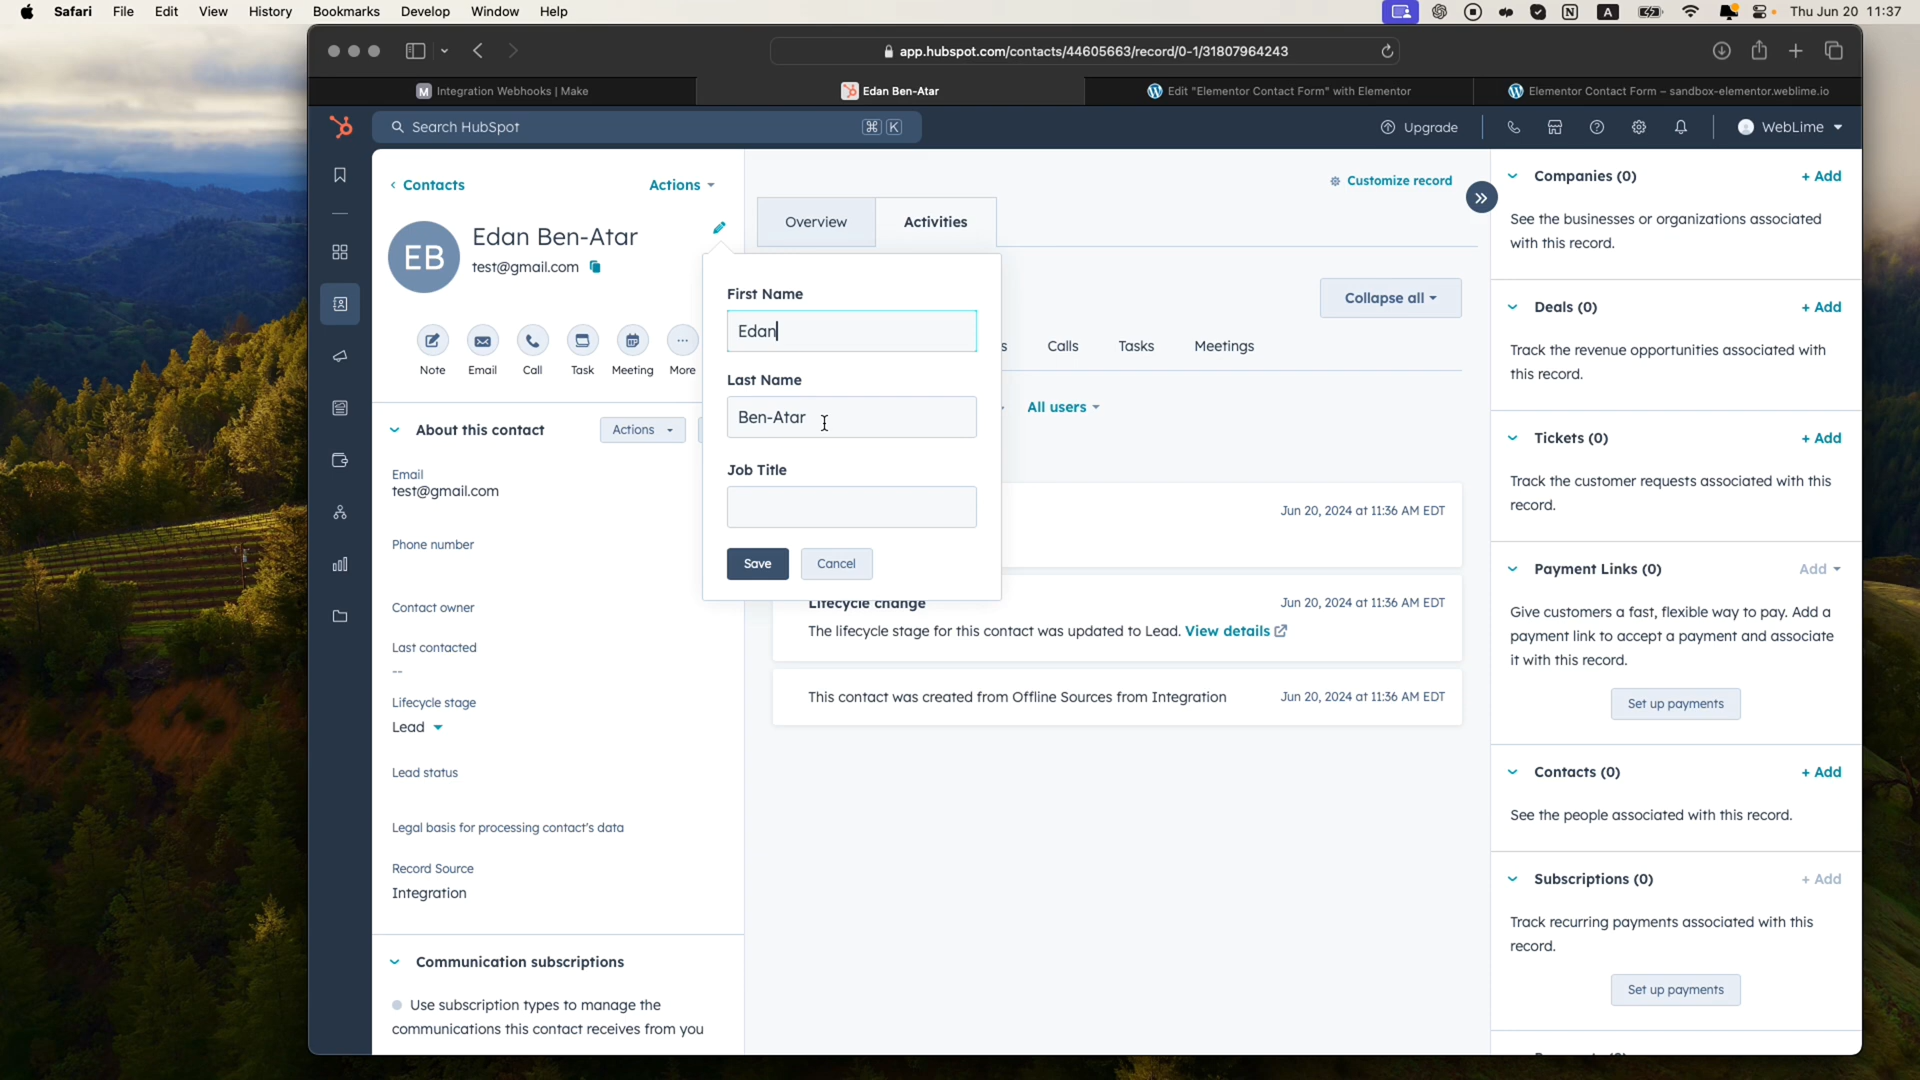 Safari File Edit View History Bookmarks Develop Window Help
A
Thu Jun 20 11:37
app.hubspot.com/contacts/44605663/record/0-1/31807964243
M Integration Webhooks | Make
Edan Ben-Atar
Edit "Elementor Contact Form" with Elementor
Elementor Contact Form – sandbox-elementor.weblime.io
Search HubSpot
⌘ K
Upgrade
WebLime
Contacts
Actions
EB
Edan Ben-Atar
test@gmail.com
Note
Email
Call
Task
Meeting
More
About this contact
Actions
Email
test@gmail.com
Phone number
Contact owner
Last contacted
--
Lifecycle stage
Lead
Lead status
Legal basis for processing contact's data
Record Source
Integration
Communication subscriptions
Use subscription types to manage the
communications this contact receives from you
Customize record
Overview
Activities
First Name
Edan
Last Name
Ben-Atar
Job Title
Save
Cancel
Collapse all
s
Calls
Tasks
Meetings
All users
Jun 20, 2024 at 11:36 AM EDT
Lifecycle change
Jun 20, 2024 at 11:36 AM EDT
The lifecycle stage for this contact was updated to Lead. View details
This contact was created from Offline Sources from Integration
Jun 20, 2024 at 11:36 AM EDT
Companies (0)
+ Add
See the businesses or organizations associated
with this record.
Deals (0)
+ Add
Track the revenue opportunities associated with
this record.
Tickets (0)
+ Add
Track the customer requests associated with this
record.
Payment Links (0)
Add
Give customers a fast, flexible way to pay. Add a
payment link to accept a payment and associate
it with this record.
Set up payments
Contacts (0)
+ Add
See the people associated with this record.
Subscriptions (0)
+ Add
Track recurring payments associated with this
record.
Set up payments